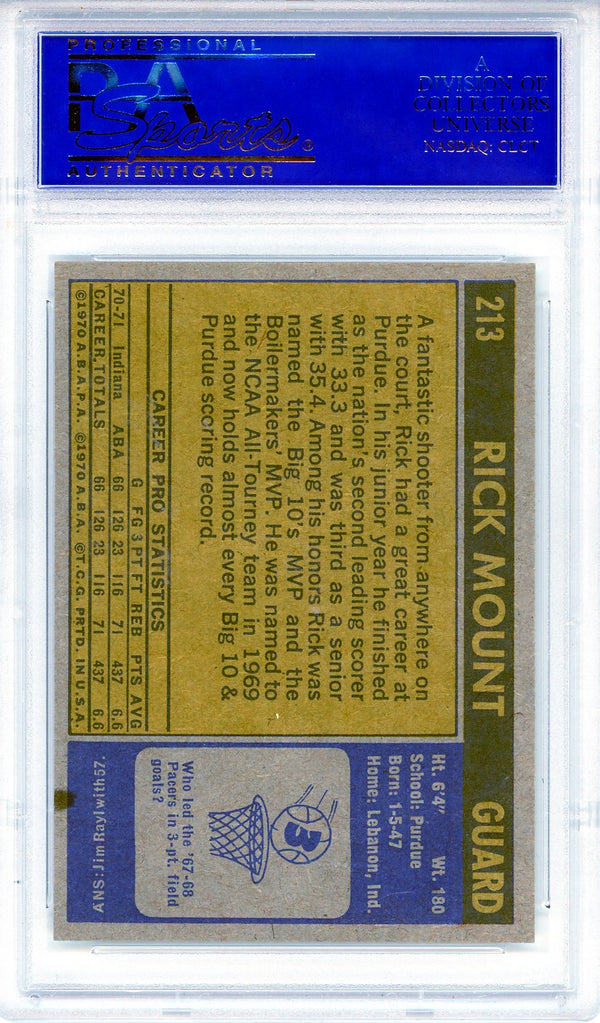 PROFESSIONAL
PSA
Sports®
AUTHENTICATOR
A
DIVISION OF
COLLECTORS
UNIVERSE
NASDAQ: CLCT
213 RICK MOUNT GUARD
A fantastic shooter from anywhere on
the court, Rick had a great career at
Purdue. In his junior year he finished
as the nation's second leading scorer
with 33.3 and was third as a senior
with 35.4. Among his honors Rick was
named the Big 10's MVP and the
Boilermakers' MVP. He was named to
the NCAA All-Tourney team in 1969
and now holds almost every Big 10 &
Purdue scoring record.
CAREER PRO STATISTICS
G FG 3PT FT REB PTS AVG
70-71 Indiana ABA 66 126 23 116 71 437 6.6
CAREER TOTALS 66 126 23 116 71 437 6.6
©1970 A.B.A.P.A. ©1970 A.B.A. ©T.C.G. PRTD. IN U.S.A.
Ht. 6'4" Wt. 180
School: Purdue
Born: 1-5-47
Home: Lebanon, Ind.
B
Who led the '67-68
Pacers in 3-pt. field
goals?
ANS: Jim Rayl with 57.